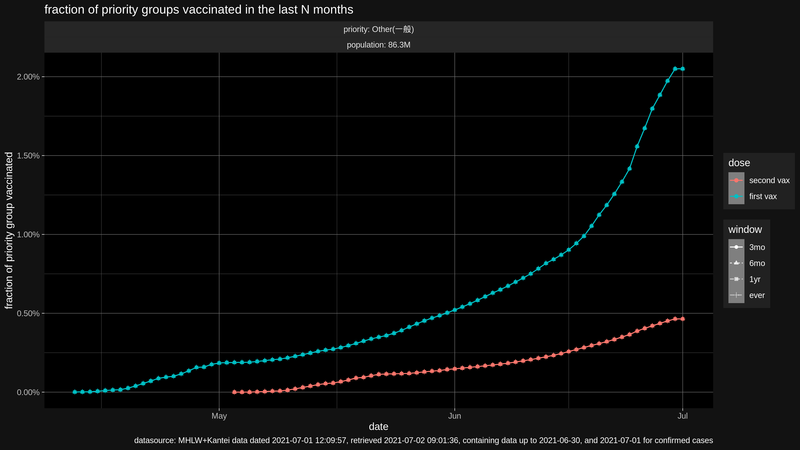 fraction of priority groups vaccinated in the last N months
priority: Other(一般)
population: 86.3M
fraction of priority group vaccinated
2.00%
1.50%
1.00%
0.50%
0.00%
May
Jun
Jul
date
dose
second vax
first vax
window
3mo
6mo
1yr
ever
datasource: MHLW+Kantei data dated 2021-07-01 12:09:57, retrieved 2021-07-02 09:01:36, containing data up to 2021-06-30, and 2021-07-01 for confirmed cases